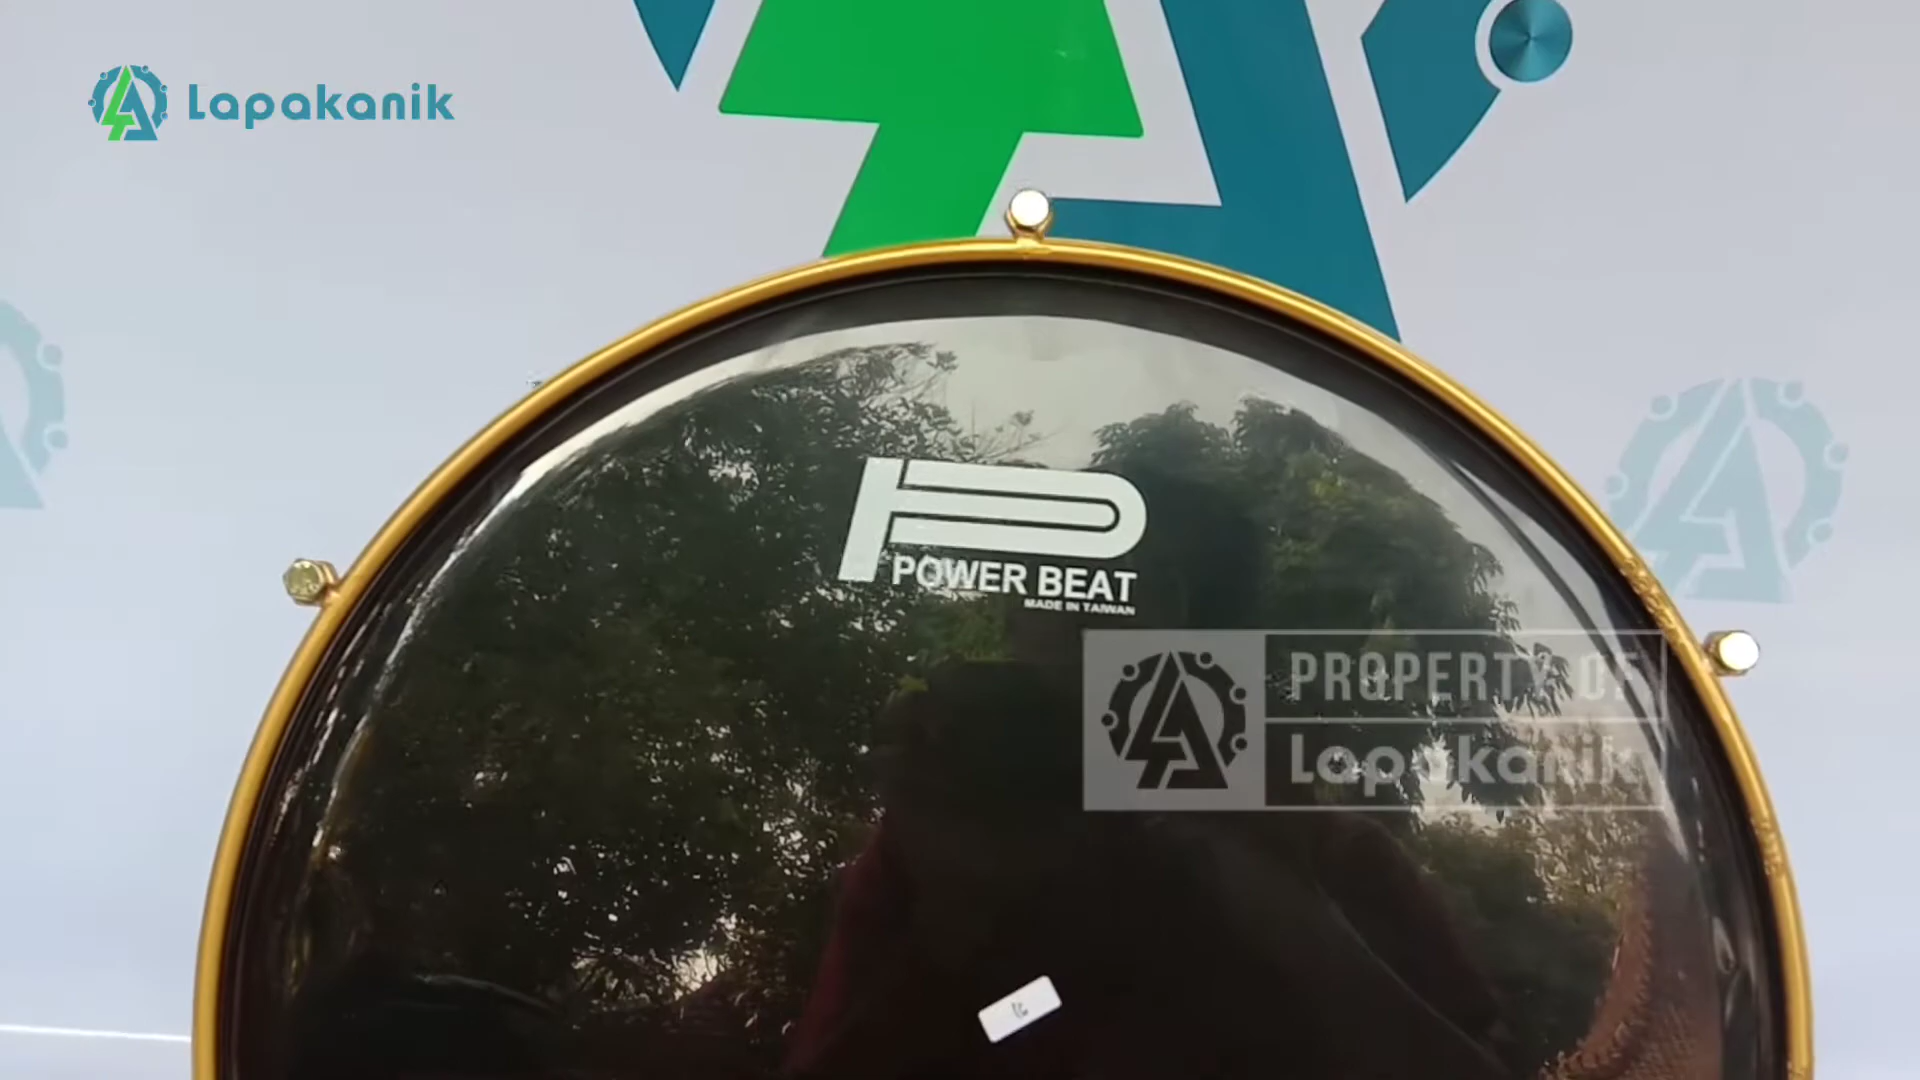 Lapakanik
POWER BEAT
MADE IN TAIWAN
PROPERTY OF
Lapakanik